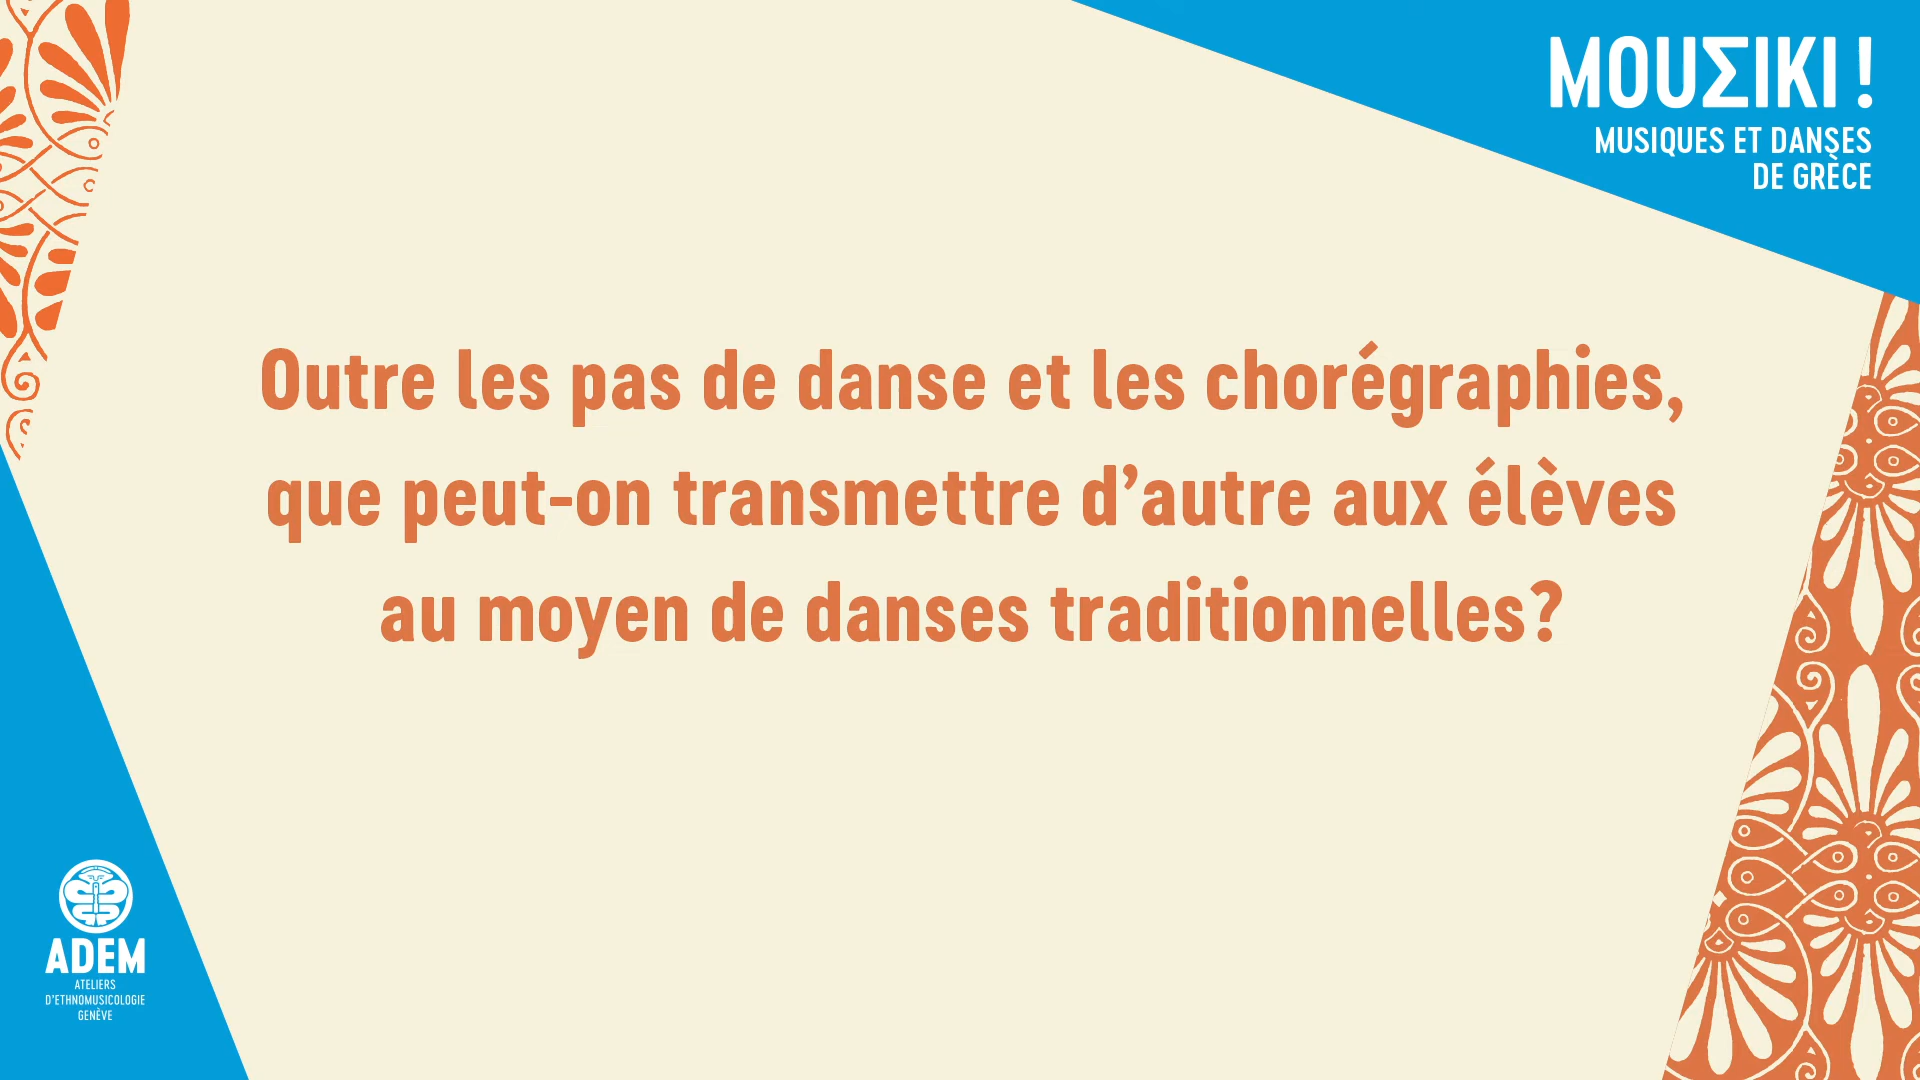 MOUΣIKI !
MUSIQUES ET DANSES
DE GRÈCE
Outre les pas de danse et les chorégraphies,
que peut-on transmettre d’autre aux élèves
au moyen de danses traditionnelles?
ADEM
ATELIERS
D’ETHNOMUSICOLOGIE
GENÈVE